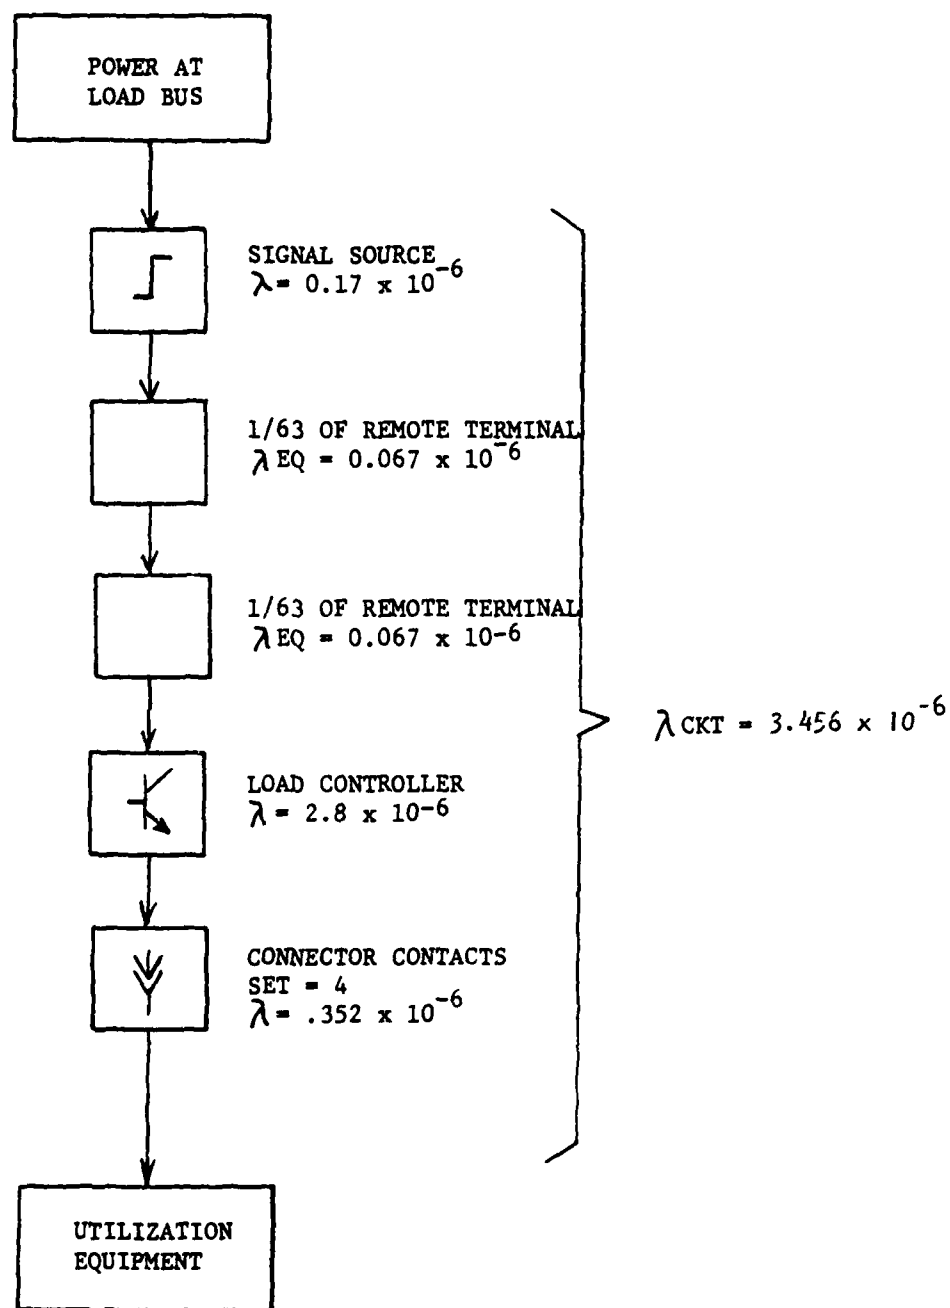 POWER AT
LOAD BUS
SIGNAL SOURCE
λ = 0.17 x 10⁻⁶
1/63 OF REMOTE TERMINAL
λ EQ = 0.067 x 10⁻⁶
1/63 OF REMOTE TERMINAL
λ EQ = 0.067 x 10⁻⁶
λ CKT = 3.456 x 10⁻⁶
LOAD CONTROLLER
λ = 2.8 x 10⁻⁶
CONNECTOR CONTACTS
SET = 4
λ = .352 x 10⁻⁶
UTILIZATION
EQUIPMENT